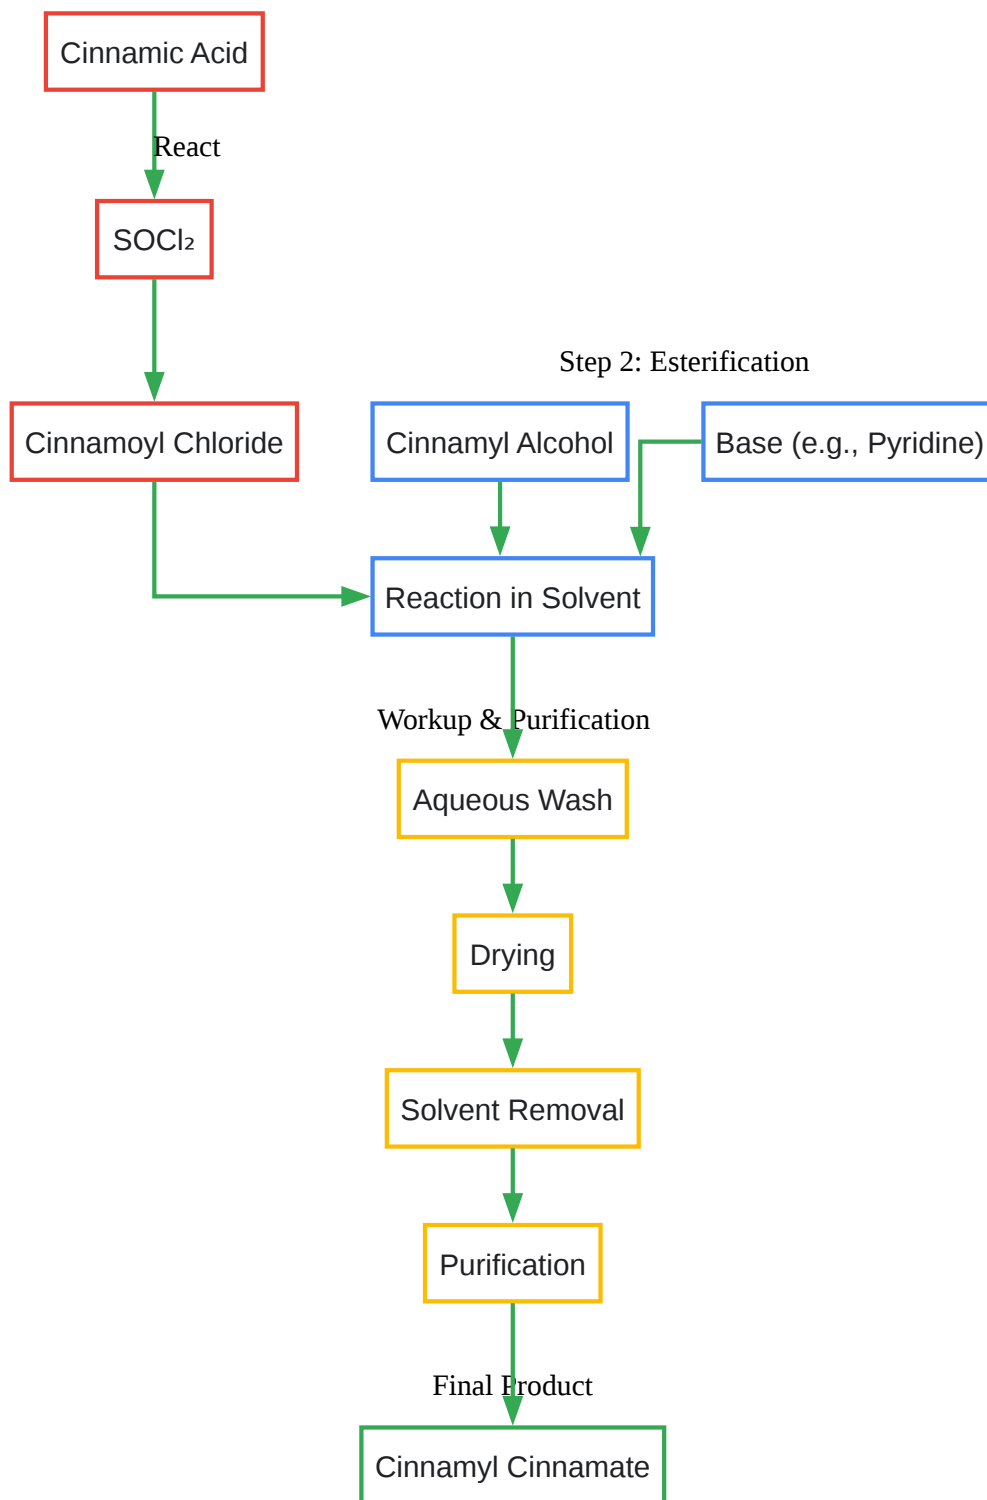 Cinnamic Acid
React
SOCl₂
Step 2: Esterification
Cinnamoyl Chloride
Cinnamyl Alcohol
Base (e.g., Pyridine)
Reaction in Solvent
Workup & Purification
Aqueous Wash
Drying
Solvent Removal
Purification
Final Product
Cinnamyl Cinnamate